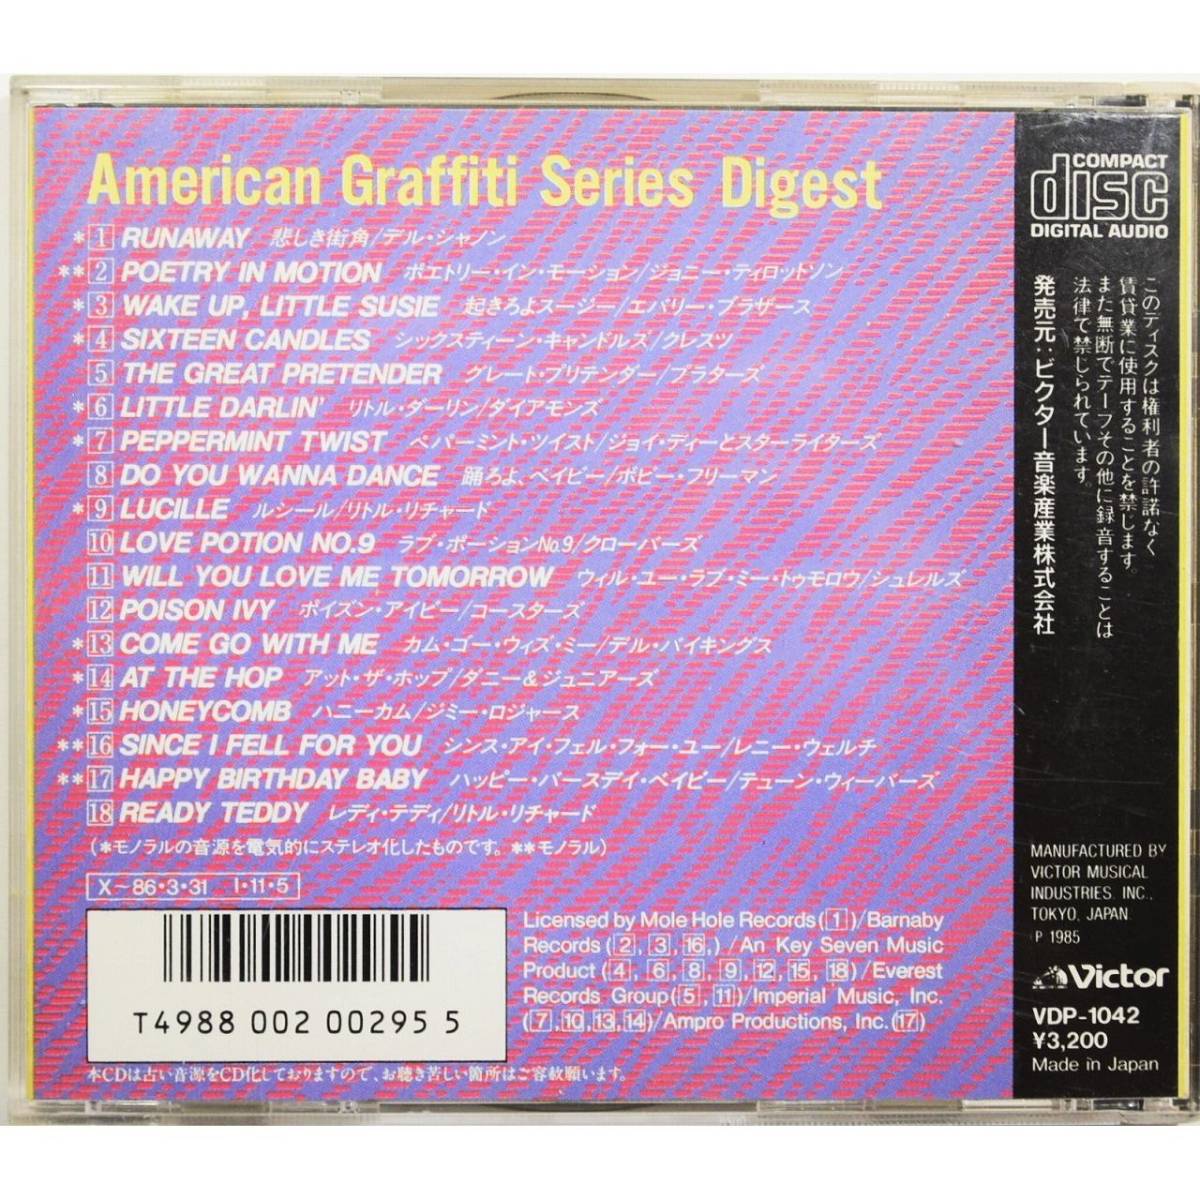 American Graffiti Series Digest
*1 RUNAWAY 悲しき街角/デル・シャノン
**2 POETRY IN MOTION ポエトリー・イン・モーション/ジョニー・ティロットソン
*3 WAKE UP, LITTLE SUSIE 起きろよスージー/エバリー・ブラザース
*4 SIXTEEN CANDLES シックスティーン・キャンドルズ/クレスツ
5 THE GREAT PRETENDER グレート・プリテンダー/プラターズ
*6 LITTLE DARLIN' リトル・ダーリン/ダイアモンズ
*7 PEPPERMINT TWIST ペパーミント・ツイスト/ジョイ・ディーとスターライターズ
8 DO YOU WANNA DANCE 踊ろよ、ベイビー/ボビー・フリーマン
*9 LUCILLE ルシール/リトル・リチャード
10 LOVE POTION NO.9 ラブ・ポーションNo.9/クローバーズ
11 WILL YOU LOVE ME TOMORROW ウィル・ユー・ラブ・ミー・トゥモロウ/シュレルズ
12 POISON IVY ポイズン・アイビー/コースターズ
*13 COME GO WITH ME カム・ゴー・ウィズ・ミー/デル・バイキングス
*14 AT THE HOP アット・ザ・ホップ/ダニー&ジュニアーズ
*15 HONEYCOMB ハニーカム/ジミー・ロジャース
**16 SINCE I FELL FOR YOU シンス・アイ・フェル・フォー・ユー/レニー・ウェルチ
**17 HAPPY BIRTHDAY BABY ハッピー・バースデイ・ベイビー/テューン・ウィーバーズ
18 READY TEDDY レディ・テディ/リトル・リチャード
(*モノラルの音源を電気的にステレオ化したものです。**モノラル)
X〜86・3・31 I・11・5
T4988 002 00295 5
Licensed by Mole Hole Records(1)/Barnaby
Records(2, 3, 16,)/An Key Seven Music
Product(4, 6, 8, 9, 12, 15, 18)/Everest
Records Group(5, 11)/Imperial Music, Inc.
(7,10,13,14)/Ampro Productions, Inc.(17)
本CDは古い音源をCD化しておりますので、お聴き苦しい箇所はご容赦願います。
COMPACT
disc
DIGITAL AUDIO
このディスクは権利者の許諾なく
賃貸業に使用することを禁じます。
また無断でテープその他に録音することは
法律で禁じられています。
発売元:ビクター音楽産業株式会社
MANUFACTURED BY
VICTOR MUSICAL
INDUSTRIES. INC.,
TOKYO, JAPAN
P 1985
Victor
VDP-1042
¥3,200
Made in Japan